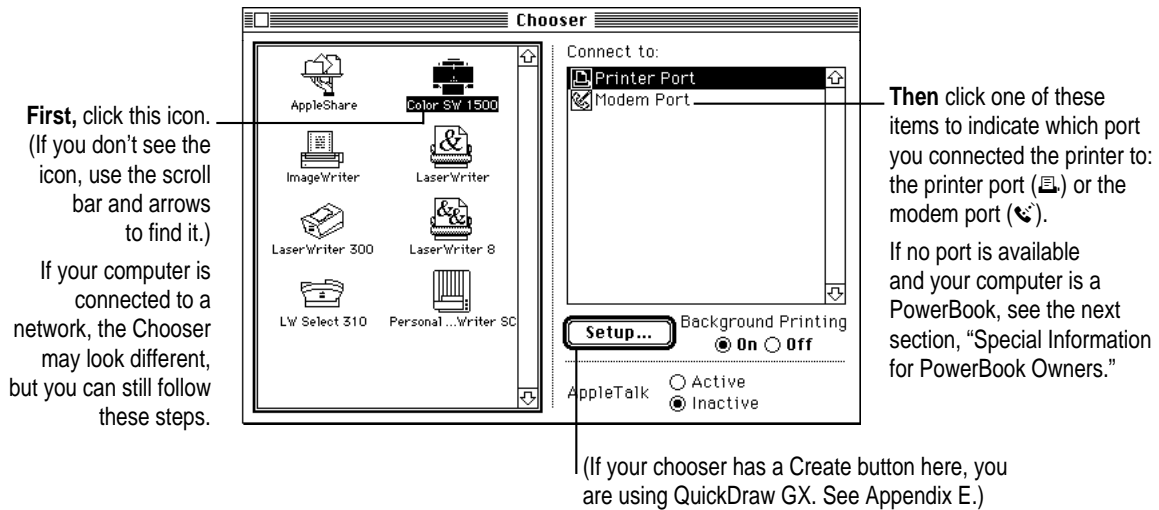 Chooser
First, click this icon.
(If you don't see the
icon, use the scroll
bar and arrows
to find it.)
If your computer is
connected to a
network, the Chooser
may look different,
but you can still follow
these steps.
AppleShare
Color SW 1500
ImageWriter
LaserWriter
LaserWriter 300
LaserWriter 8
LW Select 310
Personal ...Writer SC
Connect to:
Printer Port
Modem Port
Setup...
Background Printing
On Off
AppleTalk
Active
Inactive
Then click one of these
items to indicate which port
you connected the printer to:
the printer port () or the
modem port ().
If no port is available
and your computer is a
PowerBook, see the next
section, “Special Information
for PowerBook Owners.”
(If your chooser has a Create button here, you
are using QuickDraw GX. See Appendix E.)